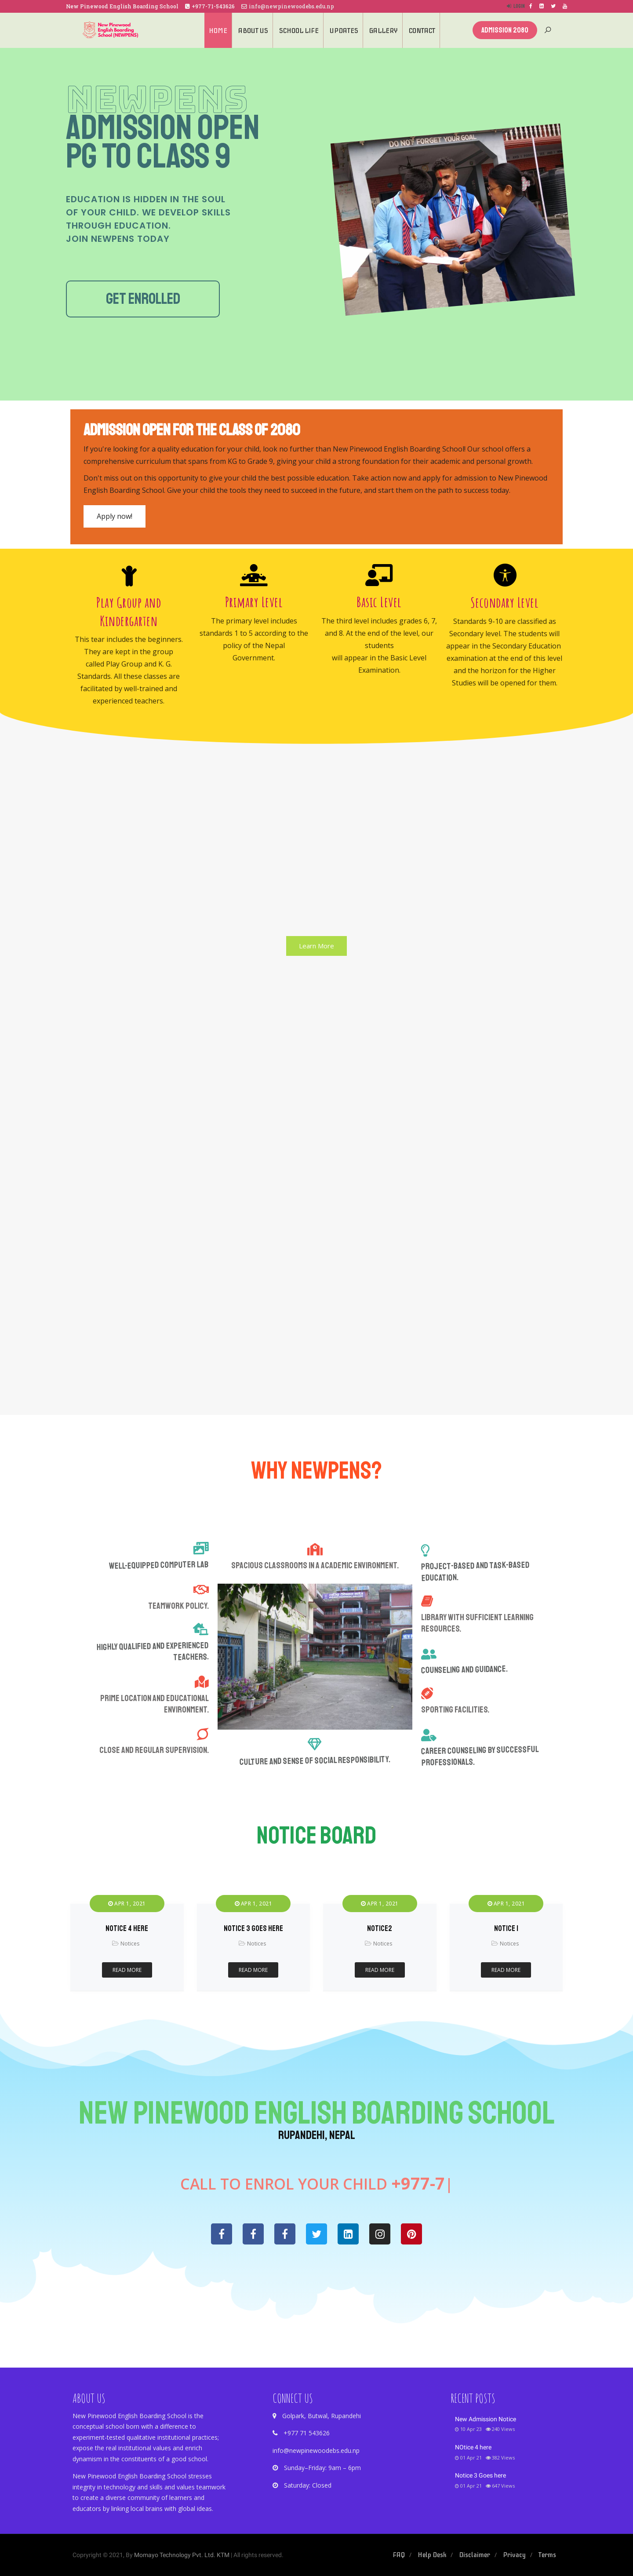 New Pinewood English Boarding School +977-71-543626 info@newpinewoodebs.edu.np
New Pinewood
English Boarding
School (NEWPENS)
HOME ABOUT US SCHOOL LIFE UPDATES GALLERY CONTACT
ADMISSION 2080
NEWPENS
ADMISSION OPEN
PG TO CLASS 9
EDUCATION IS HIDDEN IN THE SOUL
OF YOUR CHILD. WE DEVELOP SKILLS
THROUGH EDUCATION.
JOIN NEWPENS TODAY
GET ENROLLED
DO NOT FORGET YOUR GOAL
ADMISSION OPEN FOR THE CLASS OF 2080
If you're looking for a quality education for your child, look no further than New Pinewood English Boarding School! Our school offers a
comprehensive curriculum that spans from KG to Grade 9, giving your child a strong foundation for their academic and personal growth.
Don't miss out on this opportunity to give your child the best possible education. Take action now and apply for admission to New Pinewood
English Boarding School. Give your child the tools they need to succeed in the future, and start them on the path to success today.
Apply now!
Play Group and
Kindergarten
This tear includes the beginners.
They are kept in the group
called Play Group and K. G.
Standards. All these classes are
facilitated by well-trained and
experienced teachers.
Primary Level
The primary level includes
standards 1 to 5 according to the
policy of the Nepal
Government.
Basic Level
The third level includes grades 6, 7,
and 8. At the end of the level, our
students
will appear in the Basic Level
Examination.
Secondary Level
Standards 9-10 are classified as
Secondary level. The students will
appear in the Secondary Education
examination at the end of this level
and the horizon for the Higher
Studies will be opened for them.
Learn More
WHY NEWPENS?
WELL-EQUIPPED COMPUTER LAB
TEAMWORK POLICY.
HIGHLY QUALIFIED AND EXPERIENCED
TEACHERS.
PRIME LOCATION AND EDUCATIONAL
ENVIRONMENT.
CLOSE AND REGULAR SUPERVISION.
SPACIOUS CLASSROOMS IN A ACADEMIC ENVIRONMENT.
CULTURE AND SENSE OF SOCIAL RESPONSIBILITY.
PROJECT-BASED AND TASK-BASED
EDUCATION.
LIBRARY WITH SUFFICIENT LEARNING
RESOURCES.
COUNSELING AND GUIDANCE.
SPORTING FACILITIES.
CAREER COUNSELING BY SUCCESSFUL
PROFESSIONALS.
NOTICE BOARD
APR 1, 2021
NOTICE 4 HERE
Notices
READ MORE
APR 1, 2021
NOTICE 3 GOES HERE
Notices
READ MORE
APR 1, 2021
NOTICE2
Notices
READ MORE
APR 1, 2021
NOTICE 1
Notices
READ MORE
NEW PINEWOOD ENGLISH BOARDING SCHOOL
RUPANDEHI, NEPAL
CALL TO ENROL YOUR CHILD +977-7|
ABOUT US
New Pinewood English Boarding School is the
conceptual school born with a difference to
experiment-tested qualitative institutional practices;
expose the real institutional values and enrich
dynamism in the constituents of a good school.
New Pinewood English Boarding School stresses
integrity in technology and skills and values teamwork
to create a diverse community of learners and
educators by linking local brains with global ideas.
CONNECT US
Golpark, Butwal, Rupandehi
+977 71 543626
info@newpinewoodebs.edu.np
Sunday–Friday: 9am – 6pm
Saturday: Closed
RECENT POSTS
New Admission Notice
10 Apr 23 240 Views
NOtice 4 here
01 Apr 21 382 Views
Notice 3 Goes here
01 Apr 21 647 Views
Copryright © 2021, By Momayo Technology Pvt. Ltd. KTM | All rights reserved.
FAQ / Help Desk / Disclaimer / Privacy / Terms